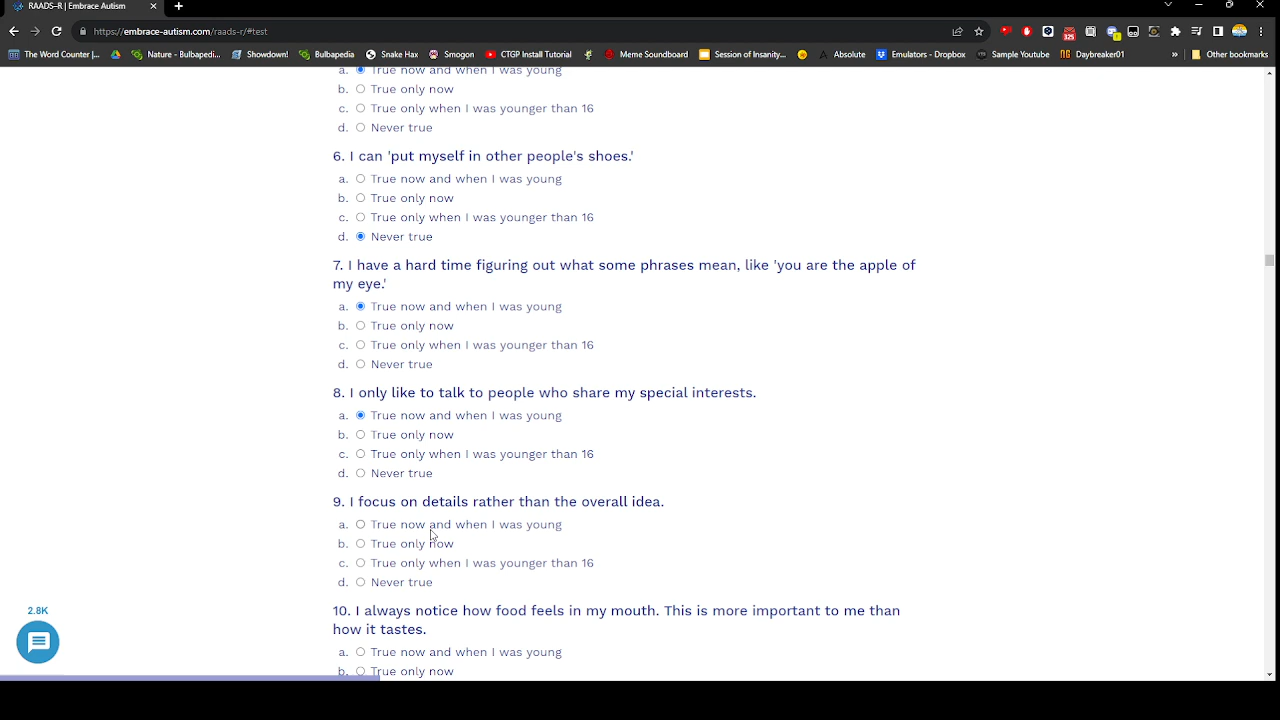 RAADS-R | Embrace Autism
https://embrace-autism.com/raads-r/#test
325
The Word Counter |... Nature - Bulbapedi... Showdown! Bulbapedia Snake Hax Smogon CTGP Install Tutorial Meme Soundboard Session of Insanity... Absolute Emulators - Dropbox Sample Youtube Daybreaker01 » Other bookmarks
a. True now and when I was young
b. True only now
c. True only when I was younger than 16
d. Never true
6. I can 'put myself in other people's shoes.'
a. True now and when I was young
b. True only now
c. True only when I was younger than 16
d. Never true
7. I have a hard time figuring out what some phrases mean, like 'you are the apple of
my eye.'
a. True now and when I was young
b. True only now
c. True only when I was younger than 16
d. Never true
8. I only like to talk to people who share my special interests.
a. True now and when I was young
b. True only now
c. True only when I was younger than 16
d. Never true
9. I focus on details rather than the overall idea.
a. True now and when I was young
b. True only now
c. True only when I was younger than 16
d. Never true
2.8K
10. I always notice how food feels in my mouth. This is more important to me than
how it tastes.
a. True now and when I was young
b. True only now